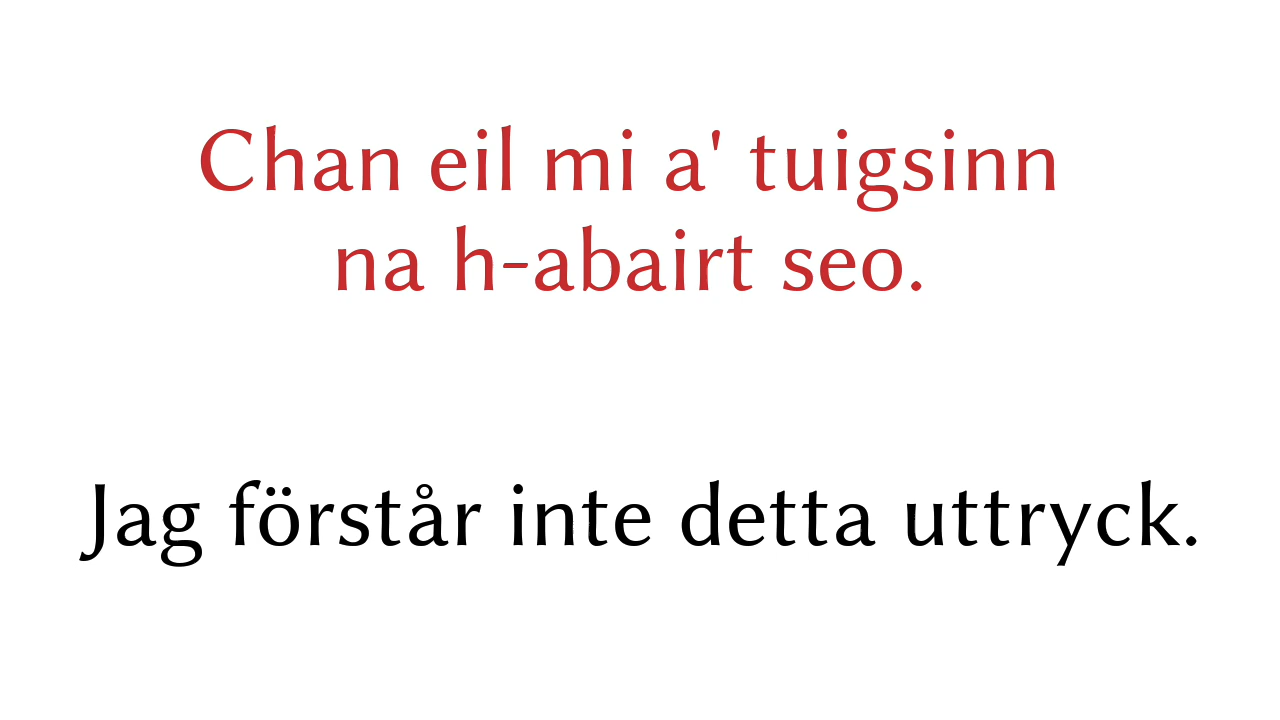 Chan eil mi a' tuigsinn
na h-abairt seo.
Jag förstår inte detta uttryck.